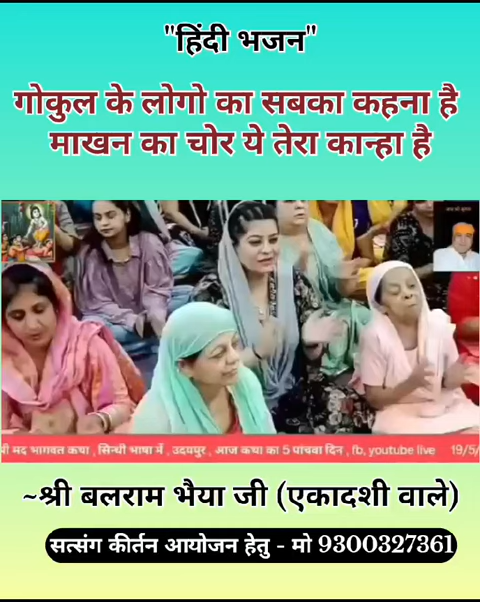 "हिंदी भजन"
गोकुल के लोगो का सबका कहना है
माखन का चोर ये तेरा कान्हा है
मद भागवत कथा , सिन्धी भाषा में , उदयपुर , आज कथा का 5 पांचवा दिन , fb, youtube live 19/5/
~श्री बलराम भैया जी (एकादशी वाले)
सत्संग कीर्तन आयोजन हेतु - मो 9300327361